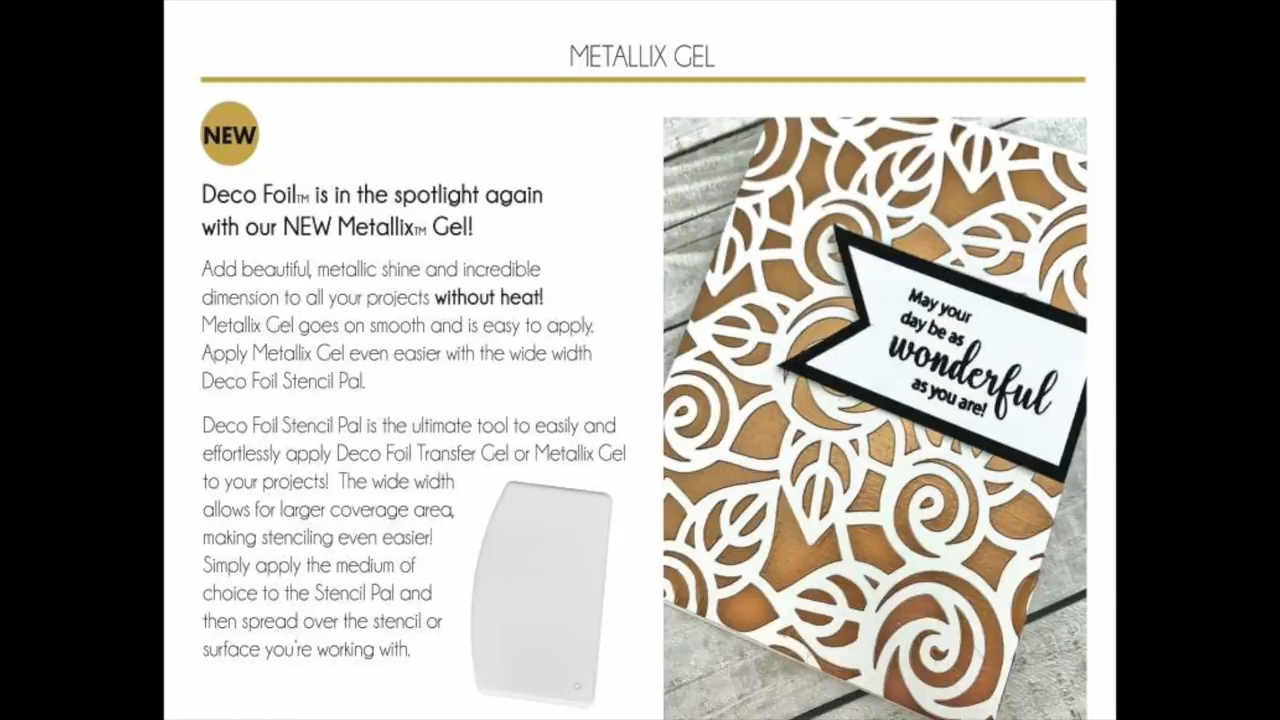 METALLIX GEL
NEW
Deco Foil™ is in the spotlight again
with our NEW Metallix™ Gel!
Add beautiful, metallic shine and incredible
dimension to all your projects without heat!
Metallix Gel goes on smooth and is easy to apply.
Apply Metallix Gel even easier with the wide width
Deco Foil Stencil Pal.
Deco Foil Stencil Pal is the ultimate tool to easily and
effortlessly apply Deco Foil Transfer Gel or Metallix Gel
to your projects! The wide width
allows for larger coverage area,
making stenciling even easier!
Simply apply the medium of
choice to the Stencil Pal and
then spread over the stencil or
surface you're working with.
May your
day be as
wonderful
as you are!